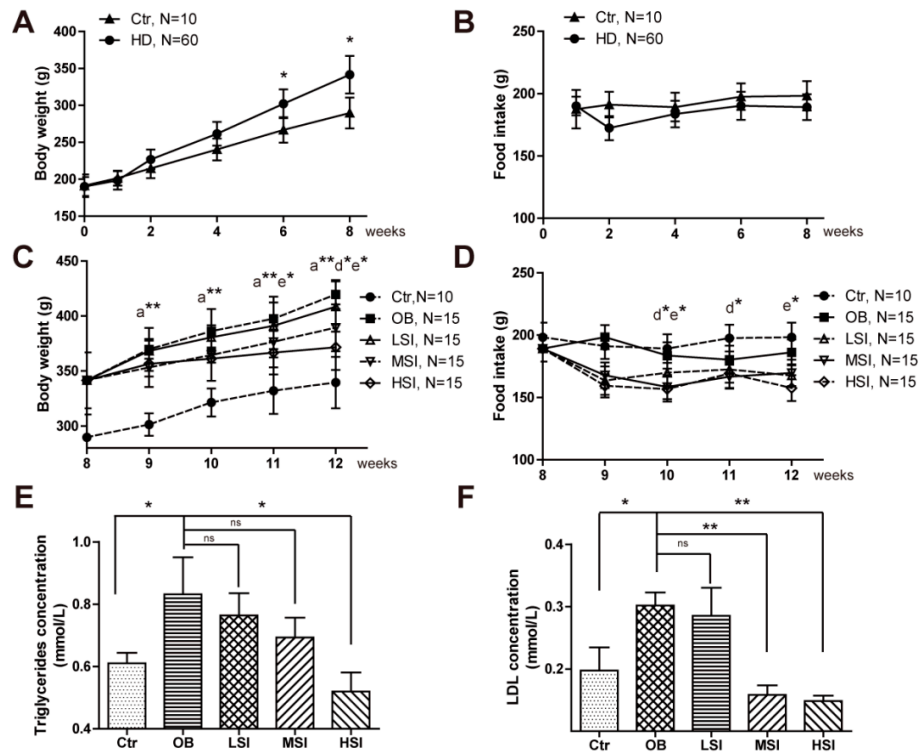 A
Ctr, N=10
HD, N=60
Body weight (g)
400
350
300
250
200
150
* *
0 2 4 6 8 weeks
B
Ctr, N=10
HD, N=60
Food intake (g)
200
150
100
0 2 4 6 8 weeks
C
Body weight (g)
450
400
350
300
a** a** a**e* a**d*e*
Ctr,N=10
OB, N=15
LSI, N=15
MSI, N=15
HSI, N=15
8 9 10 11 12 weeks
D
Food intake (g)
250
200
150
100
d*e* d* e*
Ctr, N=10
OB, N=15
LSI, N=15
MSI, N=15
HSI, N=15
8 9 10 11 12 weeks
E
Triglycerides concentration
(mmol/L)
1.0
0.8
0.6
0.4
* *
ns
ns
Ctr OB LSI MSI HSI
F
LDL concentration
(mmol/L)
0.4
0.3
0.2
* **
**
ns
Ctr OB LSI MSI HSI